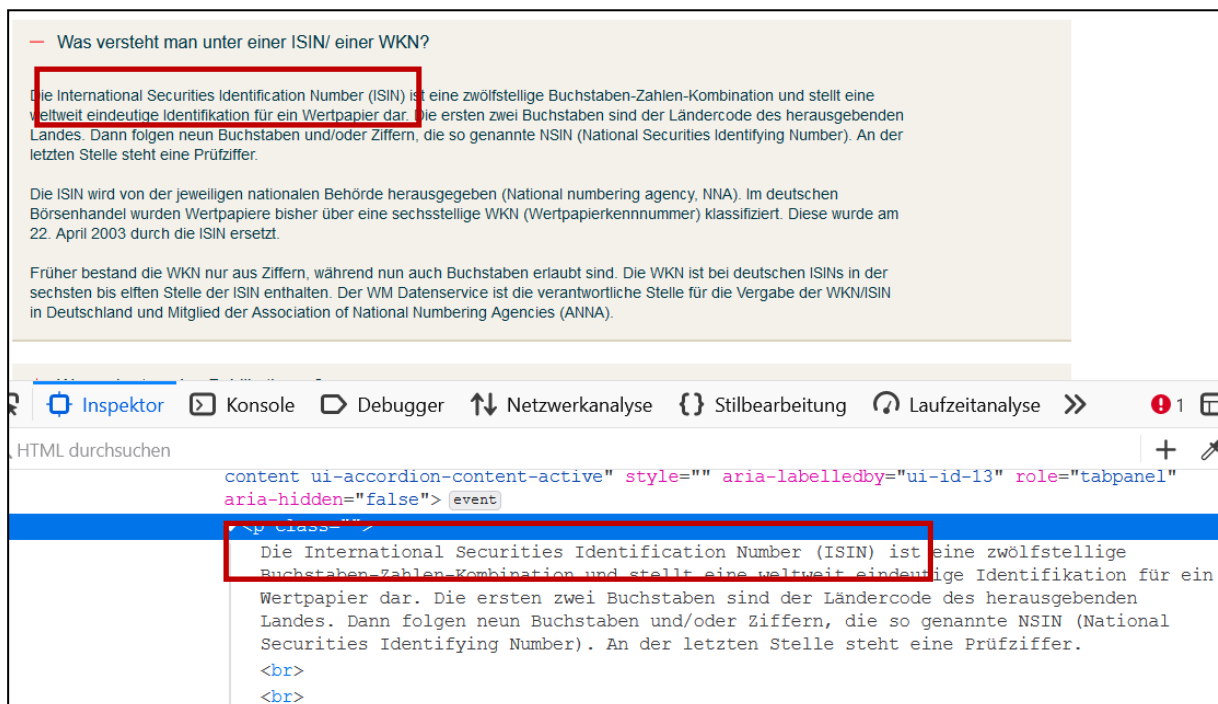 Was versteht man unter einer ISIN/ einer WKN?
Die International Securities Identification Number (ISIN) ist eine zwölfstellige Buchstaben-Zahlen-Kombination und stellt eine
weltweit eindeutige Identifikation für ein Wertpapier dar. Die ersten zwei Buchstaben sind der Ländercode des herausgebenden
Landes. Dann folgen neun Buchstaben und/oder Ziffern, die so genannte NSIN (National Securities Identifying Number). An der
letzten Stelle steht eine Prüfziffer.
Die ISIN wird von der jeweiligen nationalen Behörde herausgegeben (National numbering agency, NNA). Im deutschen
Börsenhandel wurden Wertpapiere bisher über eine sechsstellige WKN (Wertpapierkennnummer) klassifiziert. Diese wurde am
22. April 2003 durch die ISIN ersetzt.
Früher bestand die WKN nur aus Ziffern, während nun auch Buchstaben erlaubt sind. Die WKN ist bei deutschen ISINs in der
sechsten bis elften Stelle der ISIN enthalten. Der WM Datenservice ist die verantwortliche Stelle für die Vergabe der WKN/ISIN
in Deutschland und Mitglied der Association of National Numbering Agencies (ANNA).
Inspektor Konsole Debugger Netzwerkanalyse {} Stilbearbeitung Laufzeitanalyse 1
HTML durchsuchen
content ui-accordion-content-active" style="" aria-labelledby="ui-id-13" role="tabpanel"
aria-hidden="false"> event
<p class="">
Die International Securities Identification Number (ISIN) ist eine zwölfstellige
Buchstaben-Zahlen-Kombination und stellt eine weltweit eindeutige Identifikation für ein
Wertpapier dar. Die ersten zwei Buchstaben sind der Ländercode des herausgebenden
Landes. Dann folgen neun Buchstaben und/oder Ziffern, die so genannte NSIN (National
Securities Identifying Number). An der letzten Stelle steht eine Prüfziffer.
<br>
<br>